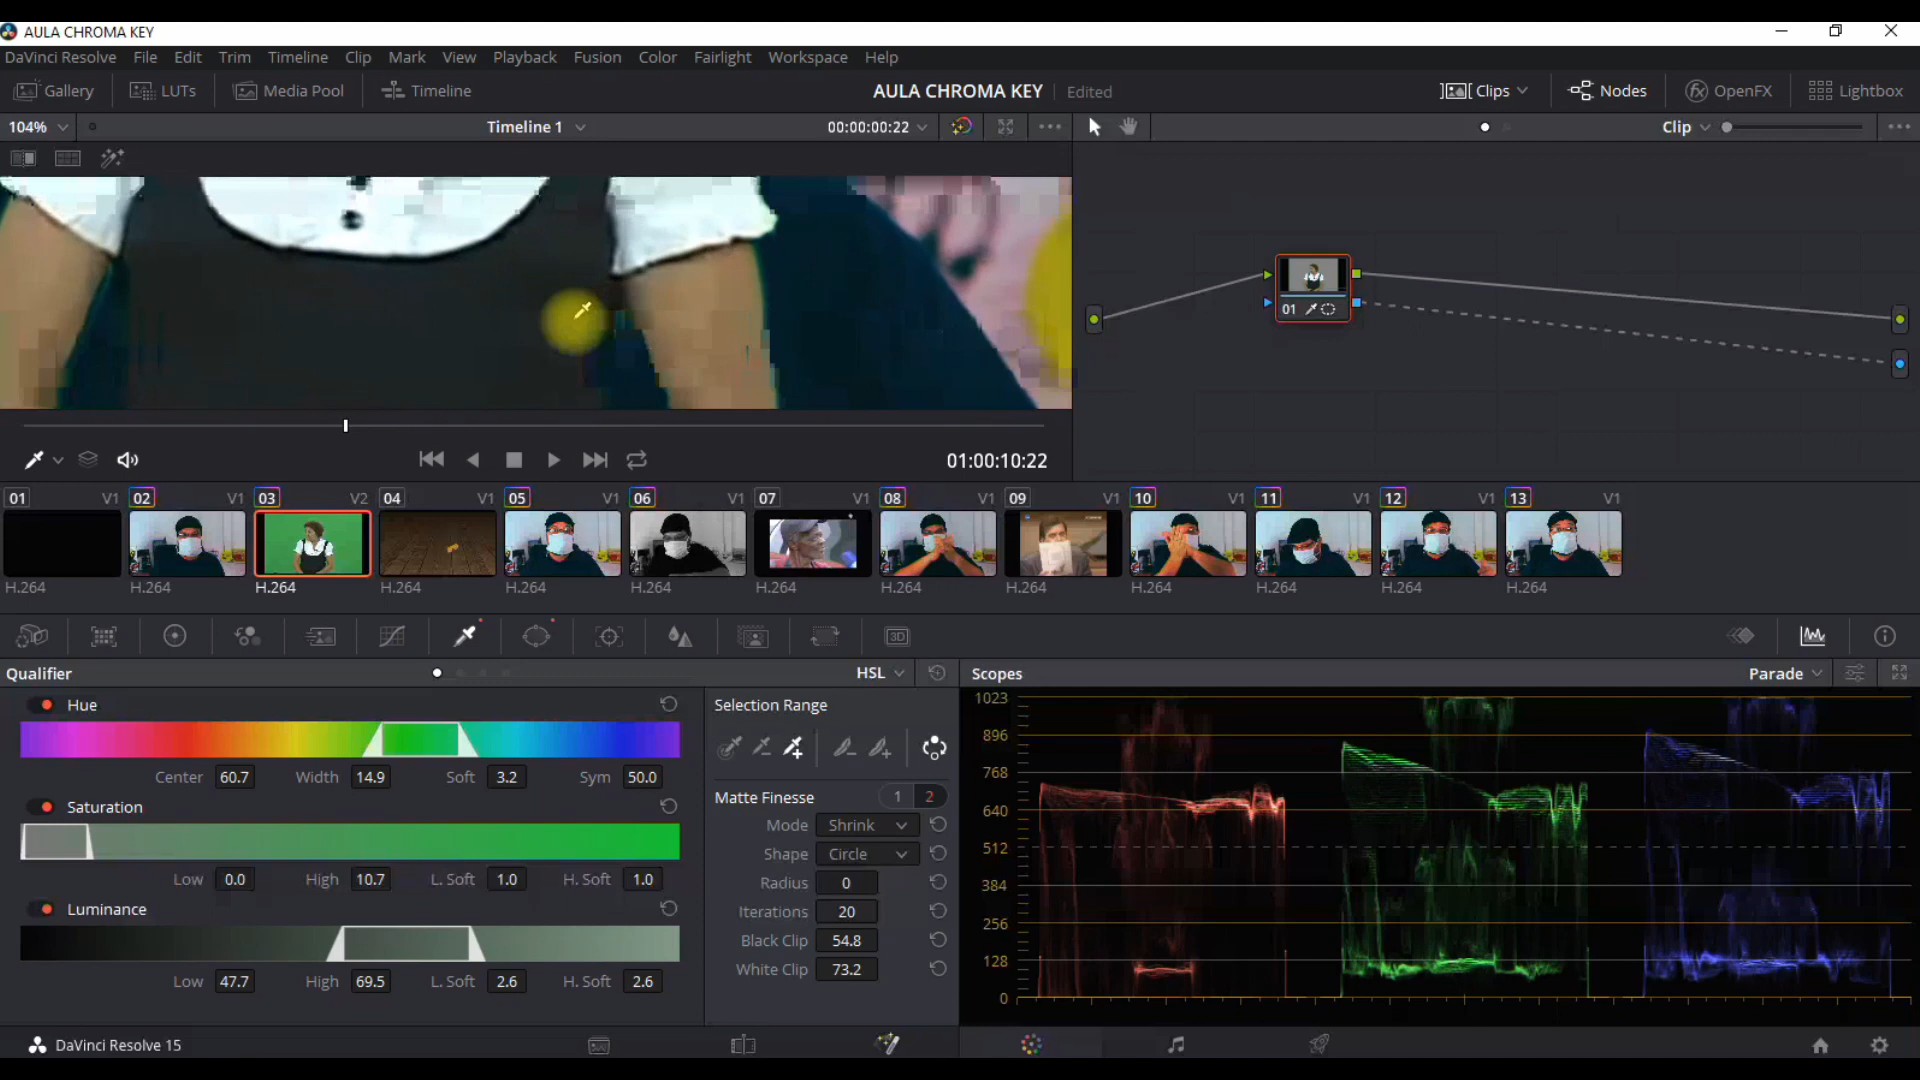 AULA CHROMA KEY
DaVinci Resolve File Edit Trim Timeline Clip Mark View Playback Fusion Color Fairlight Workspace Help
Gallery LUTs Media Pool Timeline AULA CHROMA KEY Edited Clips Nodes OpenFX Lightbox
104% Timeline 1 00:00:00:22 Clip
01
01:00:10:22
01 V1 02 V1 03 V2 04 V1 05 V1 06 V1 07 V1 08 V1 09 V1 10 V1 11 V1 12 V1 13 V1
H.264 H.264 H.264 H.264 H.264 H.264 H.264 H.264 H.264 H.264 H.264 H.264 H.264
3D
Qualifier HSL
Hue
Center 60.7 Width 14.9 Soft 3.2 Sym 50.0
Saturation
Low 0.0 High 10.7 L. Soft 1.0 H. Soft 1.0
Luminance
Low 47.7 High 69.5 L. Soft 2.6 H. Soft 2.6
Selection Range
Matte Finesse 1 2
Mode Shrink
Shape Circle
Radius 0
Iterations 20
Black Clip 54.8
White Clip 73.2
Scopes Parade
1023
896
768
640
512
384
256
128
0
DaVinci Resolve 15